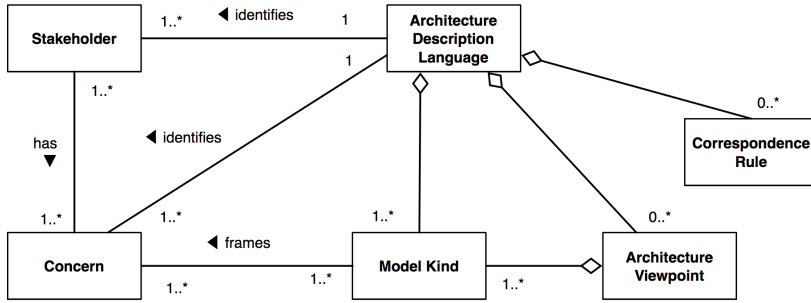 1..*
◀ identifies
1
Architecture
Description
Language
Stakeholder
1
1..*
0..*
has
▼
◀ identifies
Correspondence
Rule
1..*
1..*
1..*
0..*
◀ frames
Concern
Model Kind
Architecture
Viewpoint
1..*
1..*
1..*